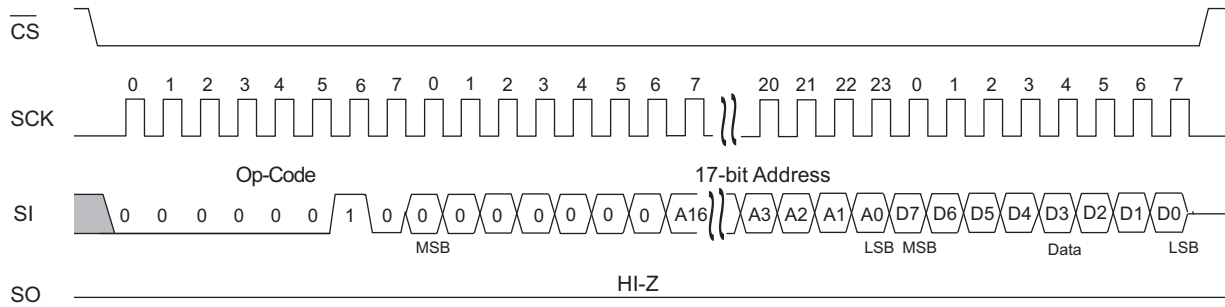 CS
0 1 2 3 4 5 6 7 0 1 2 3 4 5 6 7 20 21 22 23 0 1 2 3 4 5 6 7
SCK
Op-Code 17-bit Address
SI 0 0 0 0 0 0 1 0 0 0 0 0 0 0 0 A16 A3 A2 A1 A0 D7 D6 D5 D4 D3 D2 D1 D0
MSB LSB MSB Data LSB
HI-Z
SO